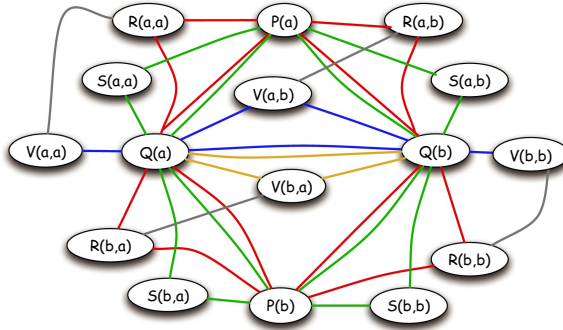 R(a,a) P(a) R(a,b)
S(a,a) S(a,b)
V(a,b)
V(a,a) Q(a) Q(b) V(b,b)
V(b,a)
R(b,a) R(b,b)
S(b,a) P(b) S(b,b)